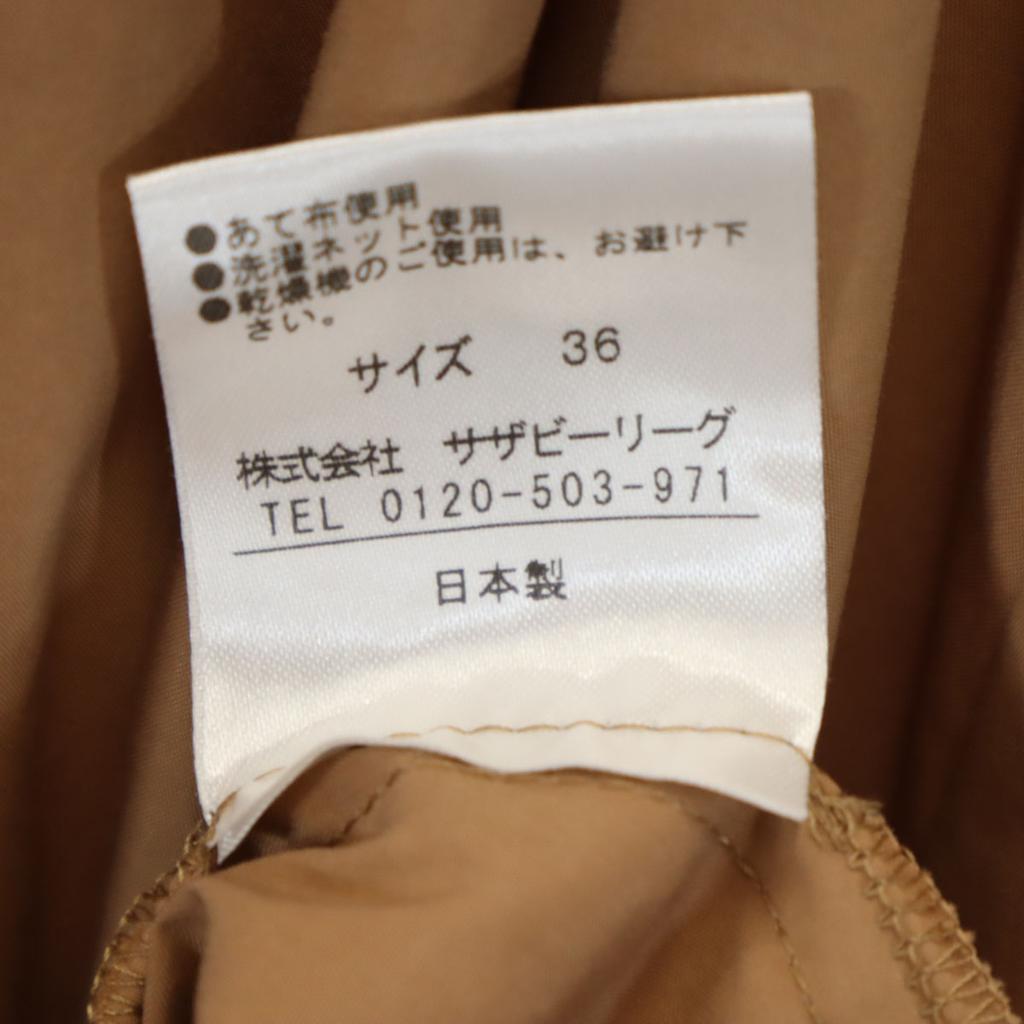 ●あて布使用
●洗濯ネット使用
●乾燥機のご使用は、お避け下
さい。
サイズ 36
株式会社 サザビーリーグ
TEL 0120-503-971
日本製